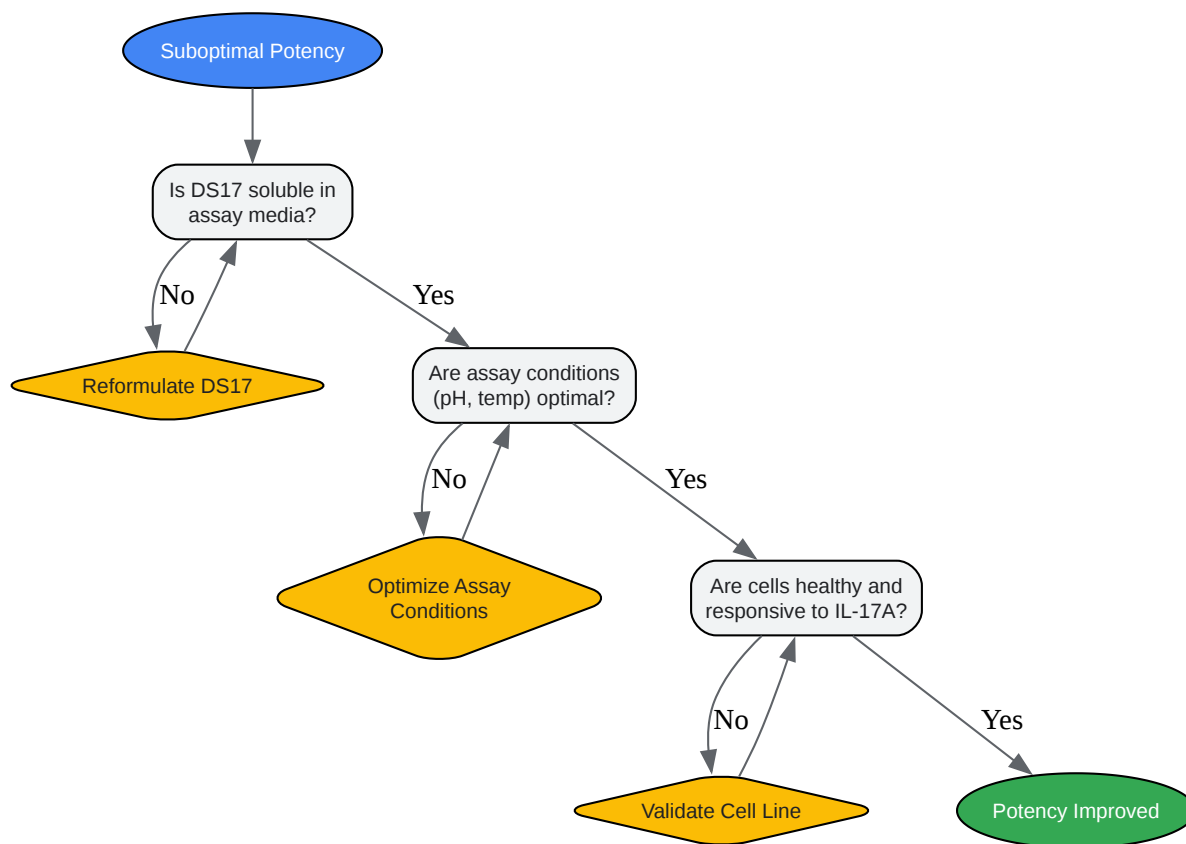 Suboptimal Potency
Is DS17 soluble in
assay media?
No
Yes
Reformulate DS17
Are assay conditions
(pH, temp) optimal?
No
Yes
Optimize Assay
Conditions
Are cells healthy and
responsive to IL-17A?
No
Yes
Validate Cell Line
Potency Improved